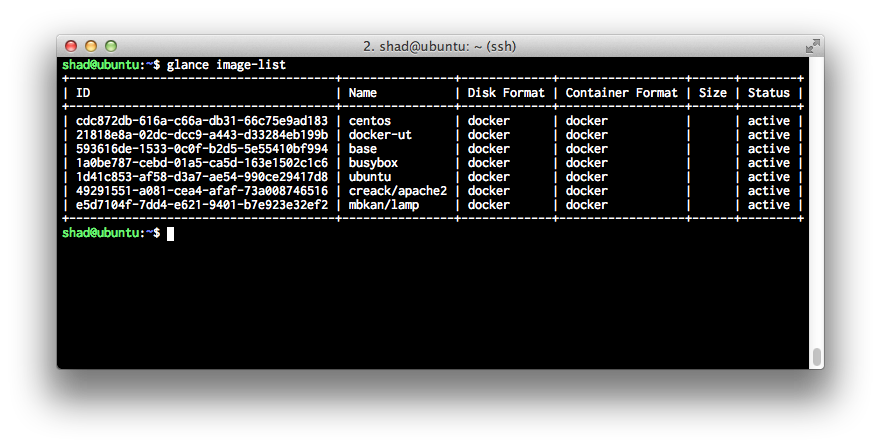 2. shad@ubuntu: ~ (ssh)
shad@ubuntu:~$ glance image-list
+--------------------------------------+----------------+-------------+------------------+------+--------+
| ID                                   | Name           | Disk Format | Container Format | Size | Status |
+--------------------------------------+----------------+-------------+------------------+------+--------+
| cdc872db-616a-c66a-db31-66c75e9ad183 | centos         | docker      | docker           |      | active |
| 21818e8a-02dc-dcc9-a443-d33284eb199b | docker-ut      | docker      | docker           |      | active |
| 593616de-1533-0c0f-b2d5-5e55410bf994 | base           | docker      | docker           |      | active |
| 1a0be787-cebd-01a5-ca5d-163e1502c1c6 | busybox        | docker      | docker           |      | active |
| 1d41c853-af58-d3a7-ae54-990ce29417d8 | ubuntu         | docker      | docker           |      | active |
| 49291551-a081-cea4-afaf-73a008746516 | creack/apache2 | docker      | docker           |      | active |
| e5d7104f-7dd4-e621-9401-b7e923e32ef2 | mbkan/lamp     | docker      | docker           |      | active |
+--------------------------------------+----------------+-------------+------------------+------+--------+
shad@ubuntu:~$